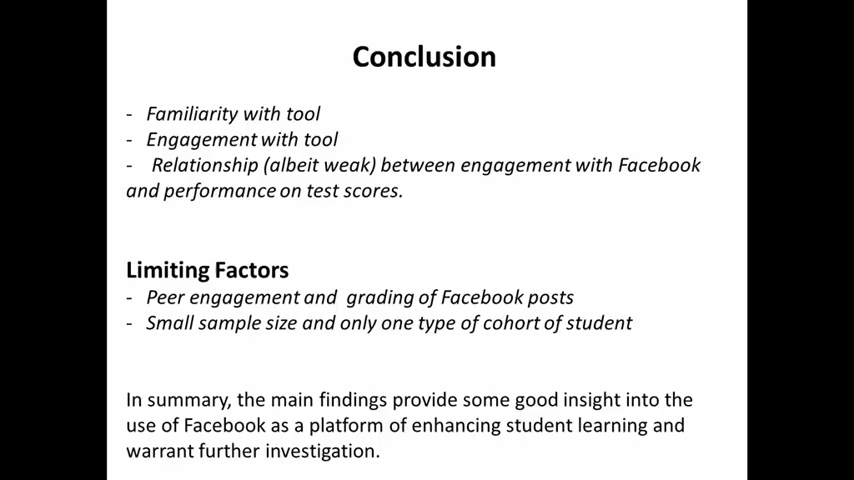 Conclusion
- Familiarity with tool
- Engagement with tool
- Relationship (albeit weak) between engagement with Facebook
and performance on test scores.
Limiting Factors
- Peer engagement and grading of Facebook posts
- Small sample size and only one type of cohort of student
In summary, the main findings provide some good insight into the
use of Facebook as a platform of enhancing student learning and
warrant further investigation.